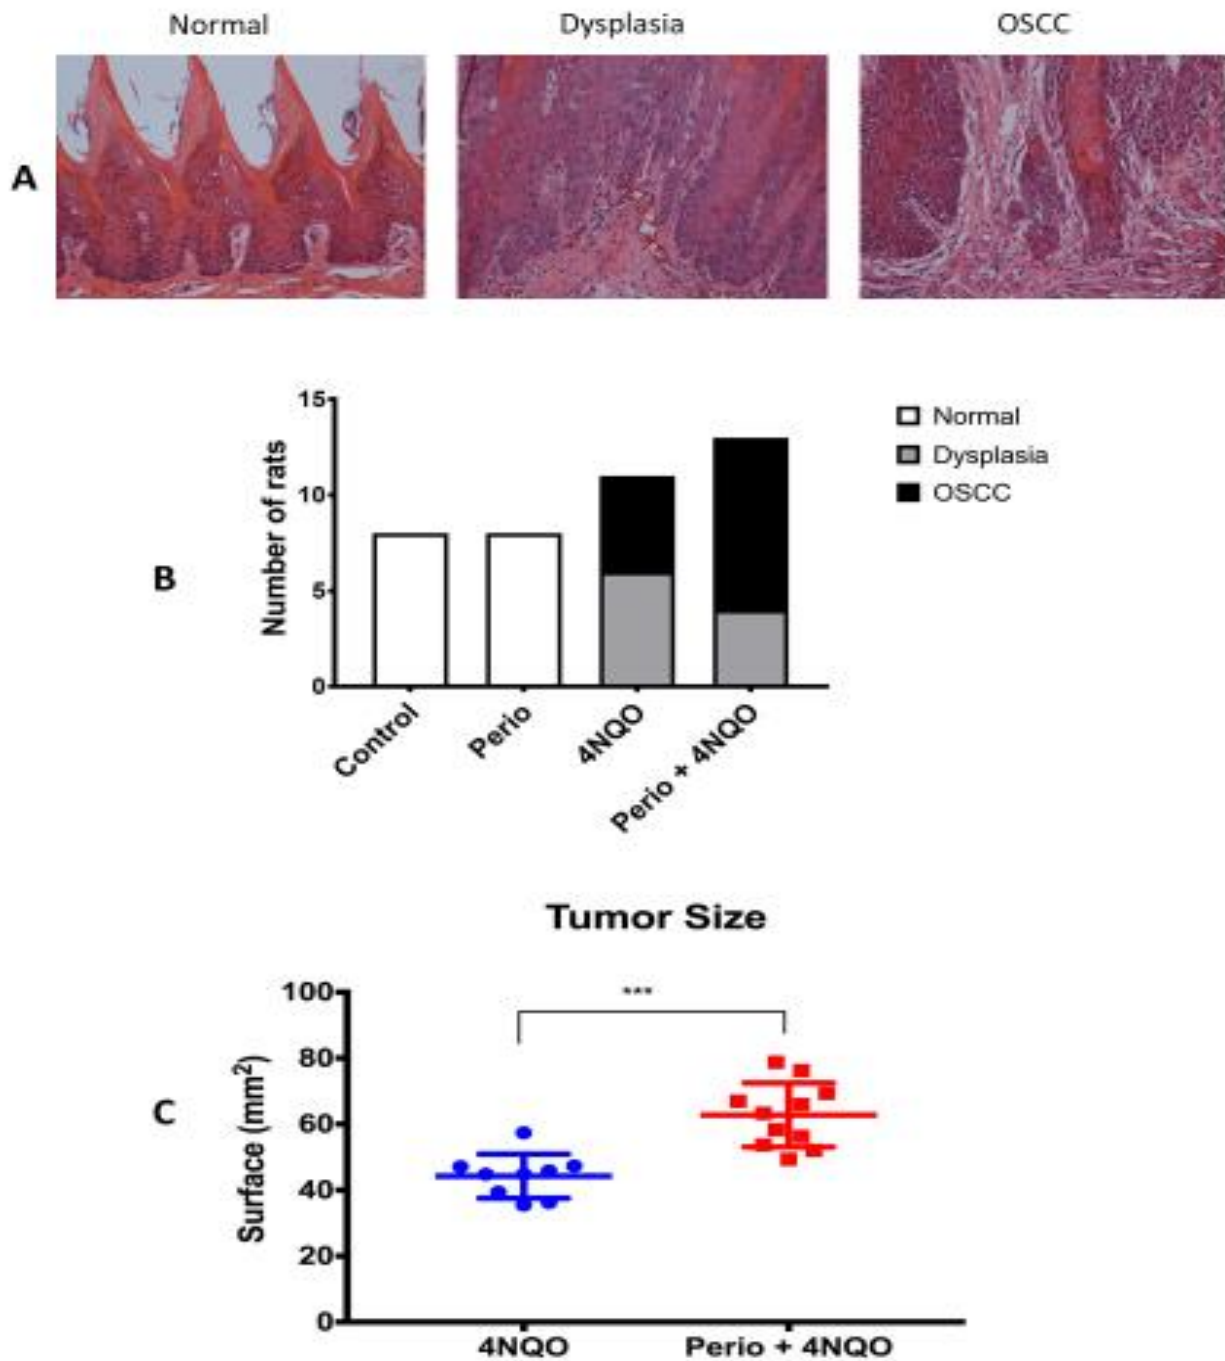 Normal Dysplasia OSCC
A
B
15
10
5
0
Number of rats
Control Perio 4NQO Perio + 4NQO
Normal
Dysplasia
OSCC
Tumor Size
C
100
80
60
40
20
0
Surface (mm²)
***
4NQO Perio + 4NQO